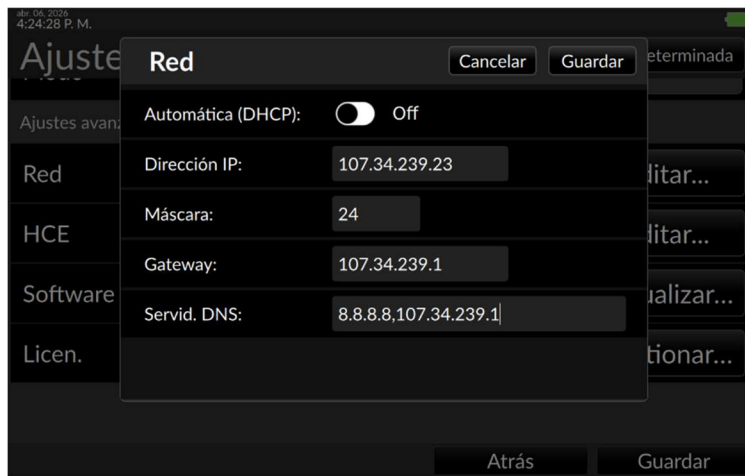 abr. 06, 2026
4:24:28 P. M.
Ajuste
eterminada
Red
Cancelar
Guardar
Automática (DHCP):
Off
Ajustes avanz
Dirección IP:
107.34.239.23
Red
litar...
Máscara:
24
HCE
litar...
Gateway:
107.34.239.1
Software
ualizar...
Servid. DNS:
8.8.8.8,107.34.239.1
Licen.
tionar...
Atrás
Guardar